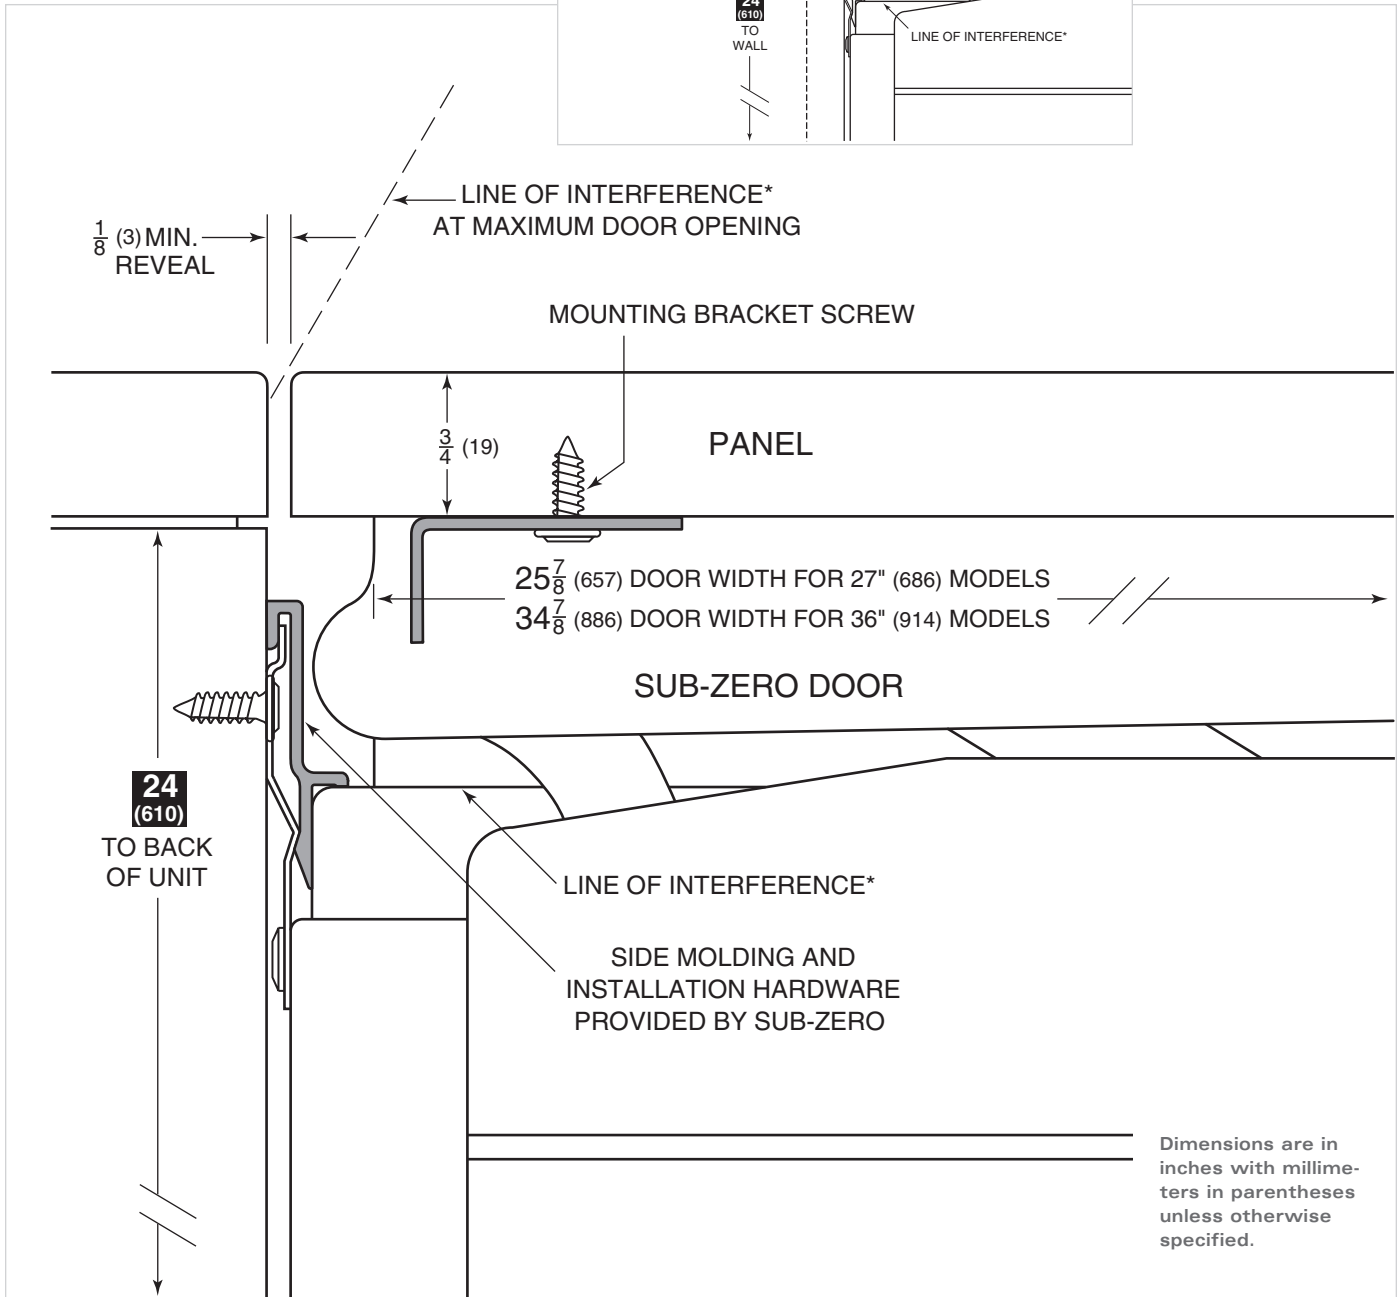 24
(610)
TO
WALL
LINE OF INTERFERENCE*
LINE OF INTERFERENCE*
AT MAXIMUM DOOR OPENING
1/8 (3) MIN.
REVEAL
MOUNTING BRACKET SCREW
3/4 (19)
PANEL
25 7/8 (657) DOOR WIDTH FOR 27" (686) MODELS
34 7/8 (886) DOOR WIDTH FOR 36" (914) MODELS
SUB-ZERO DOOR
24
(610)
TO BACK
OF UNIT
LINE OF INTERFERENCE*
SIDE MOLDING AND
INSTALLATION HARDWARE
PROVIDED BY SUB-ZERO
Dimensions are in
inches with millime-
ters in parentheses
unless otherwise
specified.